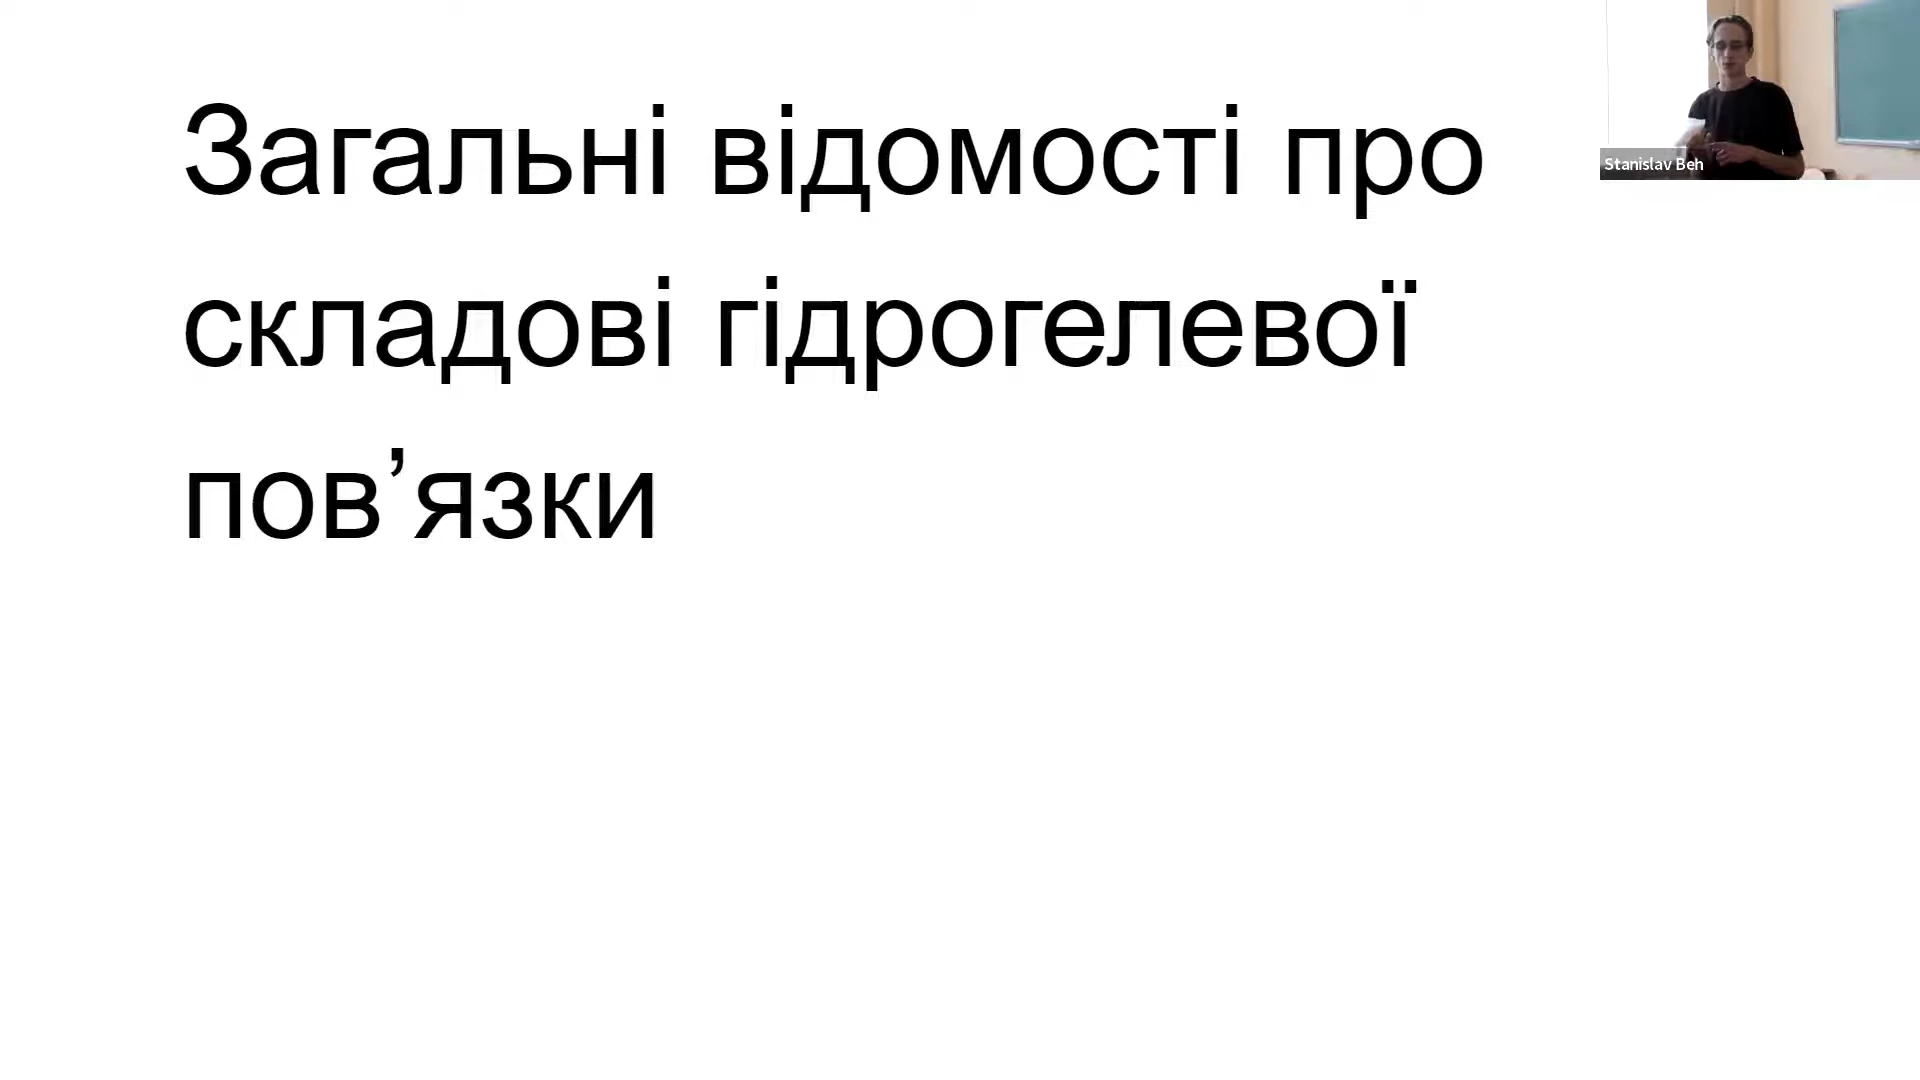 Загальні відомості про
складові гідрогелевої
пов’язки
Stanislav Beh